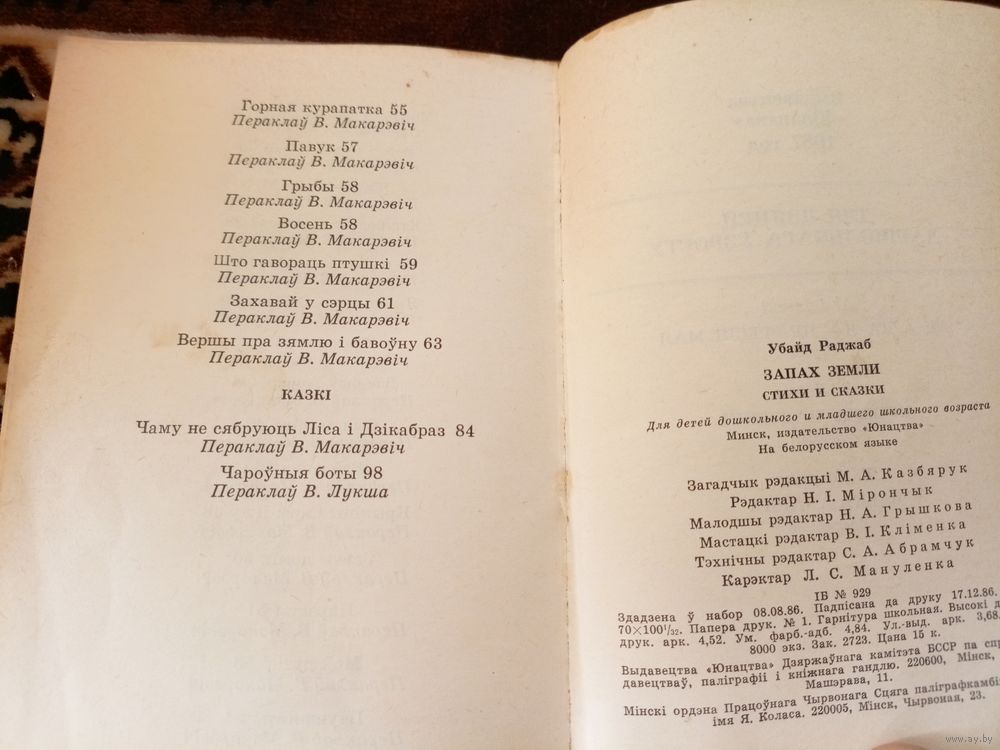 Горная курапатка 55
Пераклаў В. Макарэвіч
Павук 57
Пераклаў В. Макарэвіч
Грыбы 58
Пераклаў В. Макарэвіч
Восень 58
Пераклаў В. Макарэвіч
Што гавораць птушкі 59
Пераклаў В. Макарэвіч
Захавай у сэрцы 61
Пераклаў В. Макарэвіч
Вершы пра зямлю і бавоўну 63
Пераклаў В. Макарэвіч
КАЗКІ
Чаму не сябруюць Ліса і Дзікабраз 84
Пераклаў В. Макарэвіч
Чароўныя боты 98
Пераклаў В. Лукша
Убайд Раджаб
ЗАПАХ ЗЕМЛИ
СТИХИ И СКАЗКИ
Для детей дошкольного и младшего школьного возраста
Минск, издательство «Юнацтва»
На белорусском языке
Загадчык рэдакцыі М. А. Казбярук
Рэдактар Н. І. Мірончык
Малодшы рэдактар Н. А. Грышкова
Мастацкі рэдактар В. І. Кліменка
Тэхнічны рэдактар С. А. Абрамчук
Карэктар Л. С. Мануленка
ІБ № 929
Здадзена ў набор 08.08.86. Падпісана да друку 17.12.86.
70×100¹/₃₂. Папера друк. № 1. Гарнітура школьная. Высокі д
друк. арк. 4,52. Ум. фарб.-адб. 4,84. Ул.-выд. арк. 3,68.
8000 экз. Зак. 2723. Цана 15 к.
Выдавецтва «Юнацтва» Дзяржаўнага камітэта БССР па спр
давецтваў, паліграфіі і кніжнага гандлю. 220600, Мінск,
Машэрава, 11.
Мінскі ордэна Працоўнага Чырвонага Сцяга паліграфкамбі
імя Я. Коласа. 220005, Мінск, Чырвоная, 23.
www.ay.by